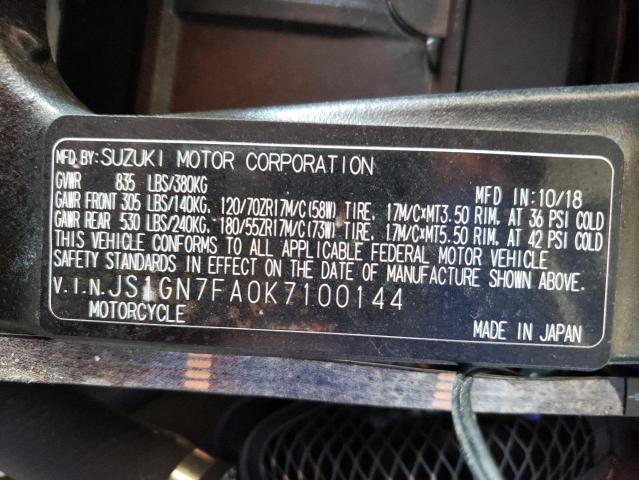 MFD.BY:SUZUKI MOTOR CORPORATION
GVWR 835 LBS/380KG MFD IN:10/18
GAWR FRONT 305 LBS/140KG. 120/70ZR17M/C(58W) TIRE. 17M/C×MT3.50 RIM. AT 36 PSI COLD
GAWR REAR 530 LBS/240KG. 180/55ZR17M/C(73W) TIRE. 17M/C×MT5.50 RIM. AT 42 PSI COLD
THIS VEHICLE CONFORMS TO ALL APPLICABLE FEDERAL MOTOR VEHICLE
SAFETY STANDARDS IN EFFECT ON THE DATE OF MANUFACTURE SHOWN ABOVE.
V.I.N.JS1GN7FA0K7100144
MOTORCYCLE MADE IN JAPAN